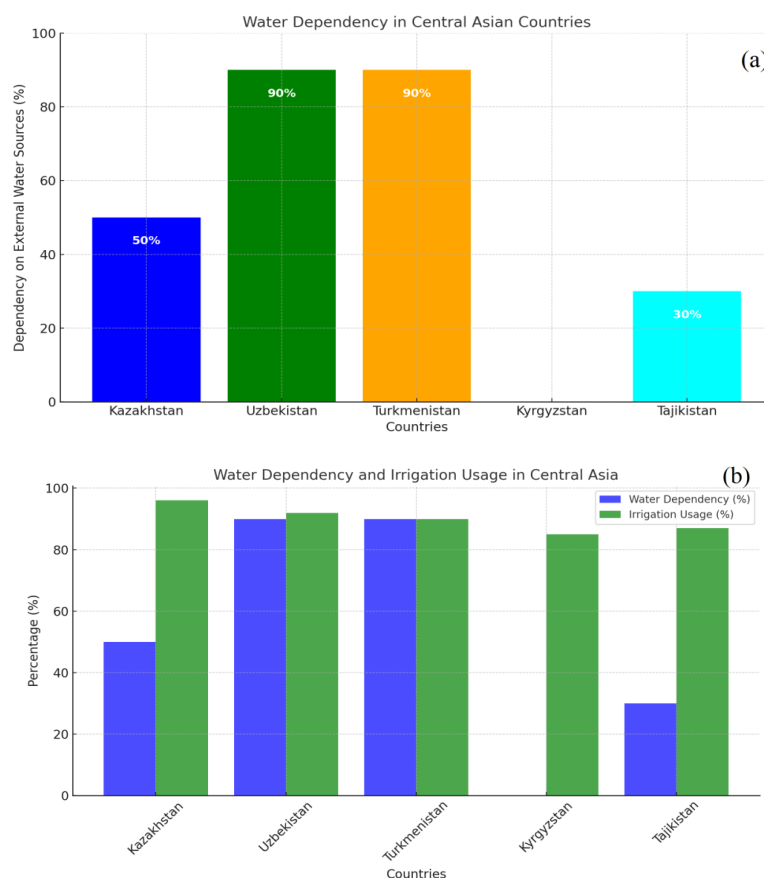 Water Dependency in Central Asian Countries
(a)
Dependency on External Water Sources (%)
100
80
60
40
20
0
50%
90%
90%
30%
Kazakhstan Uzbekistan Turkmenistan Kyrgyzstan Tajikistan
Countries
Water Dependency and Irrigation Usage in Central Asia
(b)
Water Dependency (%)
Irrigation Usage (%)
Percentage (%)
100
80
60
40
20
0
Kazakhstan Uzbekistan Turkmenistan Kyrgyzstan Tajikistan
Countries